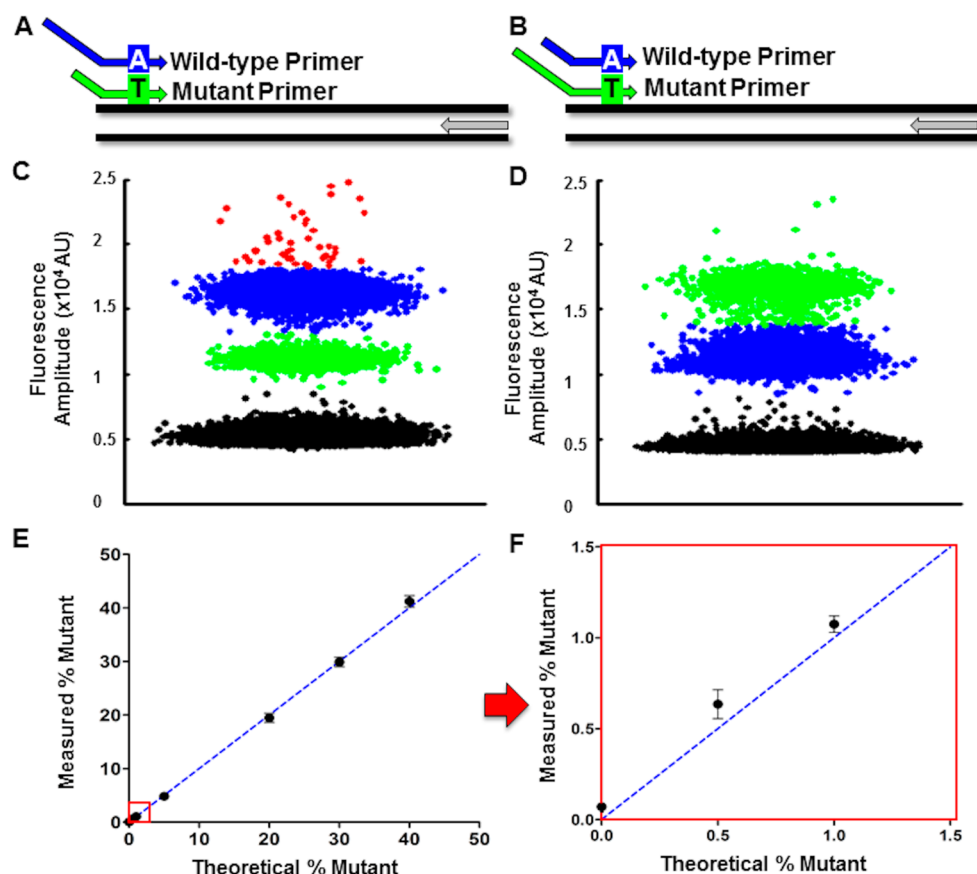 A
A
Wild-type Primer
T
Mutant Primer
B
A
Wild-type Primer
T
Mutant Primer
C
Fluorescence
Amplitude (x10⁴ AU)
2.5
2
1.5
1
0.5
0
D
Fluorescence
Amplitude (x10⁴ AU)
2.5
2
1.5
1
0.5
0
E
Measured % Mutant
50
40
30
20
10
0
0 10 20 30 40 50
Theoretical % Mutant
F
Measured % Mutant
1.5
1.0
0.5
0.0
0.0 0.5 1.0 1.5
Theoretical % Mutant